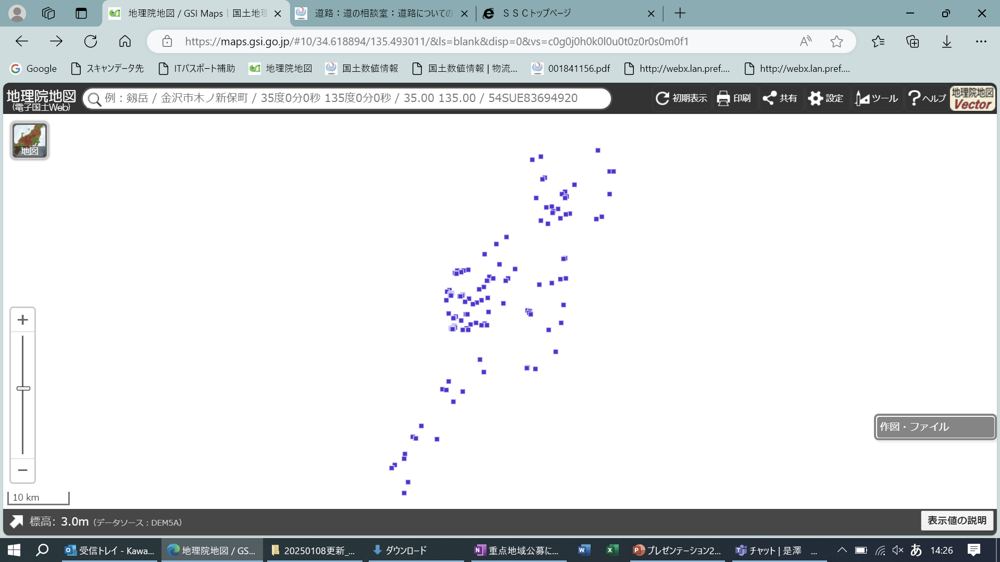 地理院地図 / GSI Maps｜国土地理
道路：道の相談室：道路についての
ＳＳＣトップページ
https://maps.gsi.go.jp/#10/34.618894/135.493011/&ls=blank&disp=0&vs=c0g0j0h0k0l0u0t0z0r0s0m0f1
Google
スキャンデータ先
ITパスポート補助
地理院地図
国土数値情報
国土数値情報 | 物流...
001841156.pdf
http://webx.lan.pref....
http://webx.lan.pref....
地理院地図
(電子国土Web)
例：剱岳 / 金沢市木ノ新保町 / 35度0分0秒 135度0分0秒 / 35.00 135.00 / 54SUE83694920
初期表示
印刷
共有
設定
ツール
ヘルプ
地理院地図
Vector
地図
+
作図・ファイル
−
10 km
標高: 3.0m（データソース：DEM5A）
表示値の説明
受信トレイ - Kawa...
地理院地図 / GS...
20250108更新_...
ダウンロード
重点地域公募に...
プレゼンテーション2...
チャット | 是澤 ...
あ
14:26